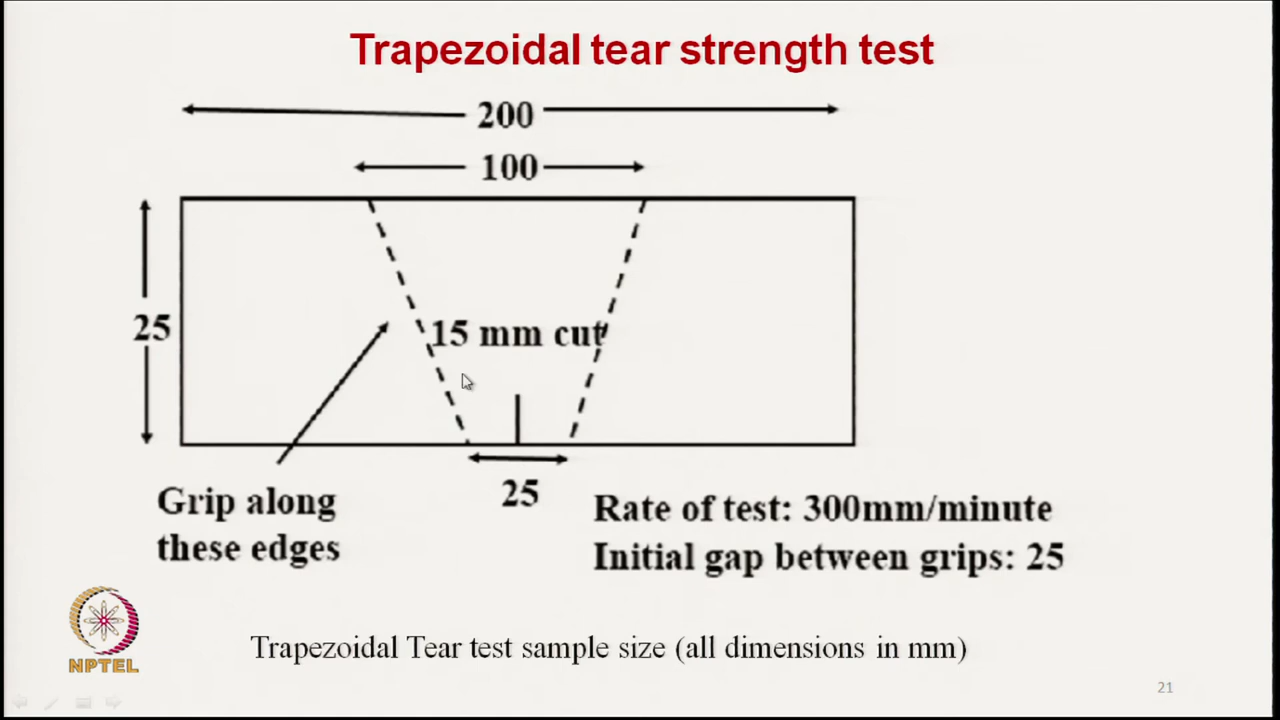 Trapezoidal tear strength test
200
100
25
15 mm cut
25
Grip along
these edges
Rate of test: 300mm/minute
Initial gap between grips: 25
NPTEL
Trapezoidal Tear test sample size (all dimensions in mm)
21